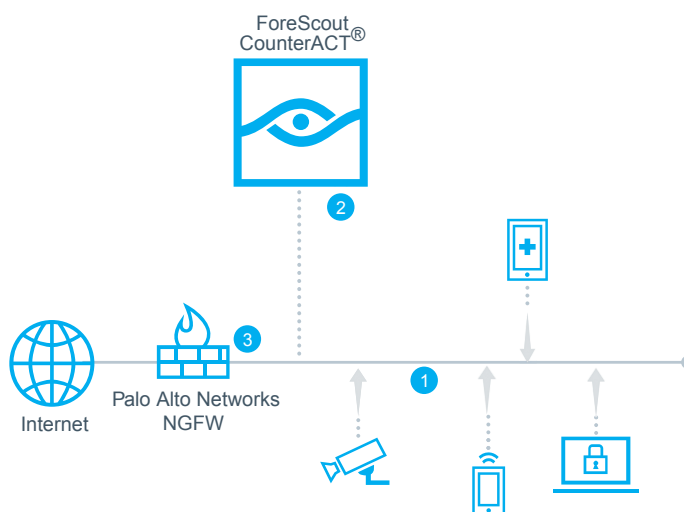 ForeScout
CounterACT®
2
3
1
Internet
Palo Alto Networks
NGFW